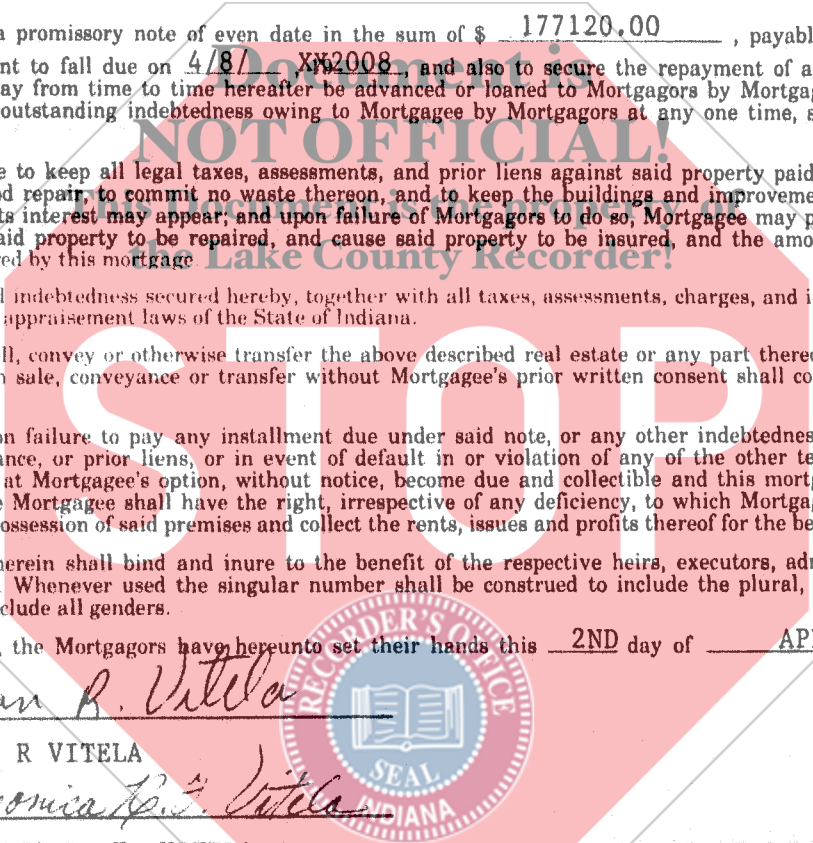 a promissory note of even date in the sum of $ 177120.00 , payabl
nt to fall due on 4/8/ ,XX2008 , and also to secure the repayment of a
ay from time to time hereafter be advanced or loaned to Mortgagors by Mortgag
outstanding indebtedness owing to Mortgagee by Mortgagors at any one time, s
e to keep all legal taxes, assessments, and prior liens against said property paid
od repair, to commit no waste thereon, and to keep the buildings and improveme
ts interest may appear; and upon failure of Mortgagors to do so, Mortgagee may p
aid property to be repaired, and cause said property to be insured, and the amo
red by this mortgage
d indebtedness secured hereby, together with all taxes, assessments, charges, and i
appraisement laws of the State of Indiana.
ll, convey or otherwise transfer the above described real estate or any part thereo
h sale, conveyance or transfer without Mortgagee's prior written consent shall co
on failure to pay any installment due under said note, or any other indebtednes
ance, or prior liens, or in event of default in or violation of any of the other te
at Mortgagee's option, without notice, become due and collectible and this mortg
e Mortgagee shall have the right, irrespective of any deficiency, to which Mortgag
ossession of said premises and collect the rents, issues and profits thereof for the be
herein shall bind and inure to the benefit of the respective heirs, executors, adm
. Whenever used the singular number shall be construed to include the plural,
clude all genders.
, the Mortgagors have hereunto set their hands this 2ND day of AP
an R. Vitela
R VITELA
onica R. F. Vitela
Document is
NOT OFFICIAL!
This Document is the property of
the Lake County Recorder!
STOP
RECORDER'S OFFICE
SEAL
INDIANA